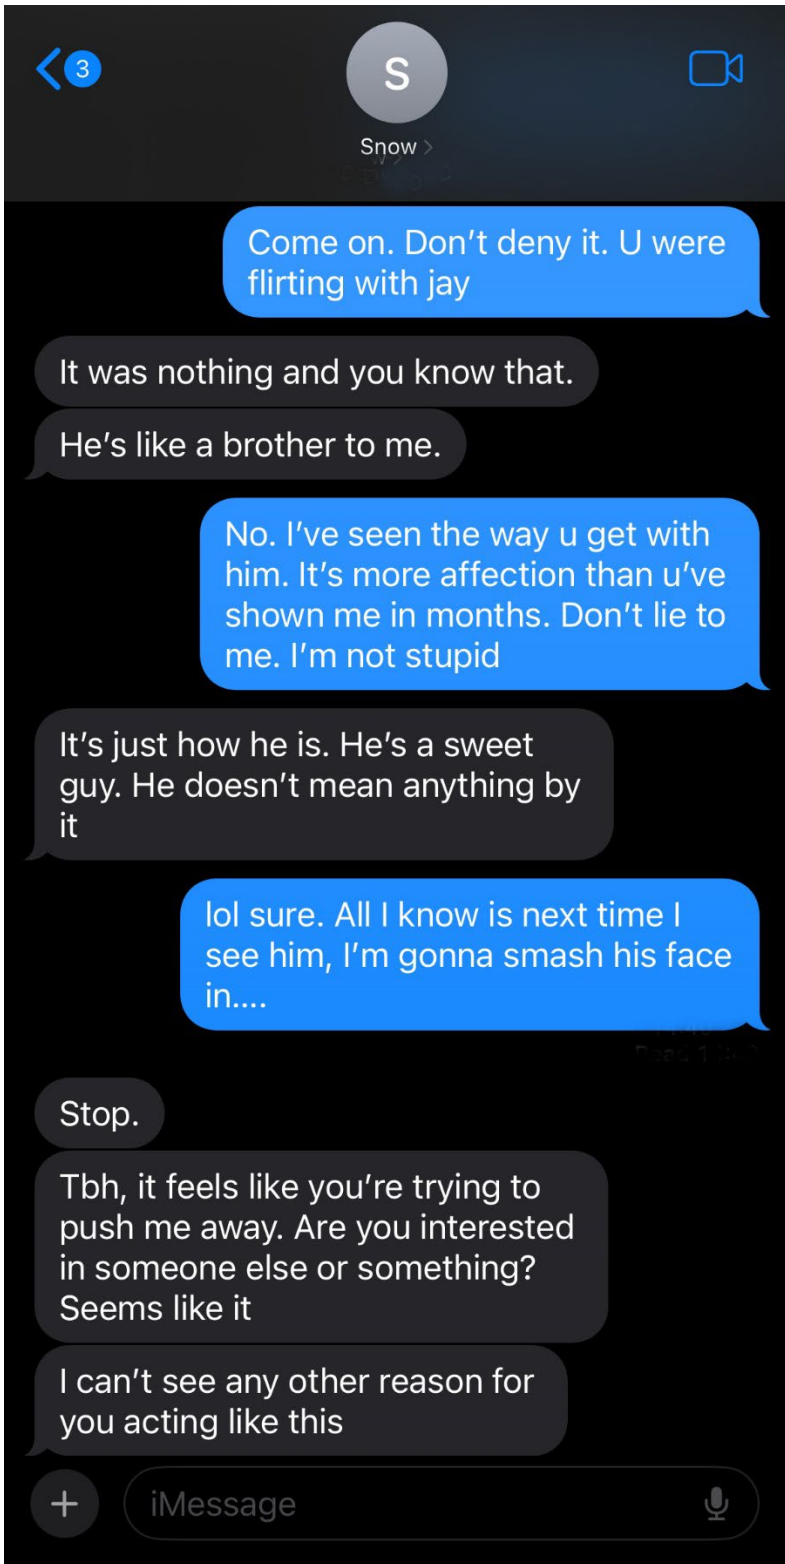 3
S
Snow
Come on. Don’t deny it. U were
flirting with jay
It was nothing and you know that.
He’s like a brother to me.
No. I’ve seen the way u get with
him. It’s more affection than u’ve
shown me in months. Don’t lie to
me. I’m not stupid
It’s just how he is. He’s a sweet
guy. He doesn’t mean anything by
it
lol sure. All I know is next time I
see him, I’m gonna smash his face
in....
Stop.
Tbh, it feels like you’re trying to
push me away. Are you interested
in someone else or something?
Seems like it
I can’t see any other reason for
you acting like this
iMessage